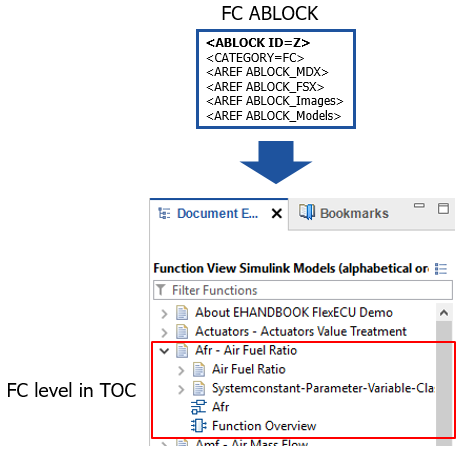 FC ABLOCK
<ABLOCK ID=Z>
<CATEGORY=FC>
<AREF ABLOCK_MDX>
<AREF ABLOCK_FSX>
<AREF ABLOCK_Images>
<AREF ABLOCK_Models>
Document E... Bookmarks
Function View Simulink Models (alphabetical or
Filter Functions
About EHANDBOOK FlexECU Demo
Actuators - Actuators Value Treatment
Afr - Air Fuel Ratio
Air Fuel Ratio
FC level in TOC
Systemconstant-Parameter-Variable-Clas
Afr
Function Overview
Amf - Air Mass Flow